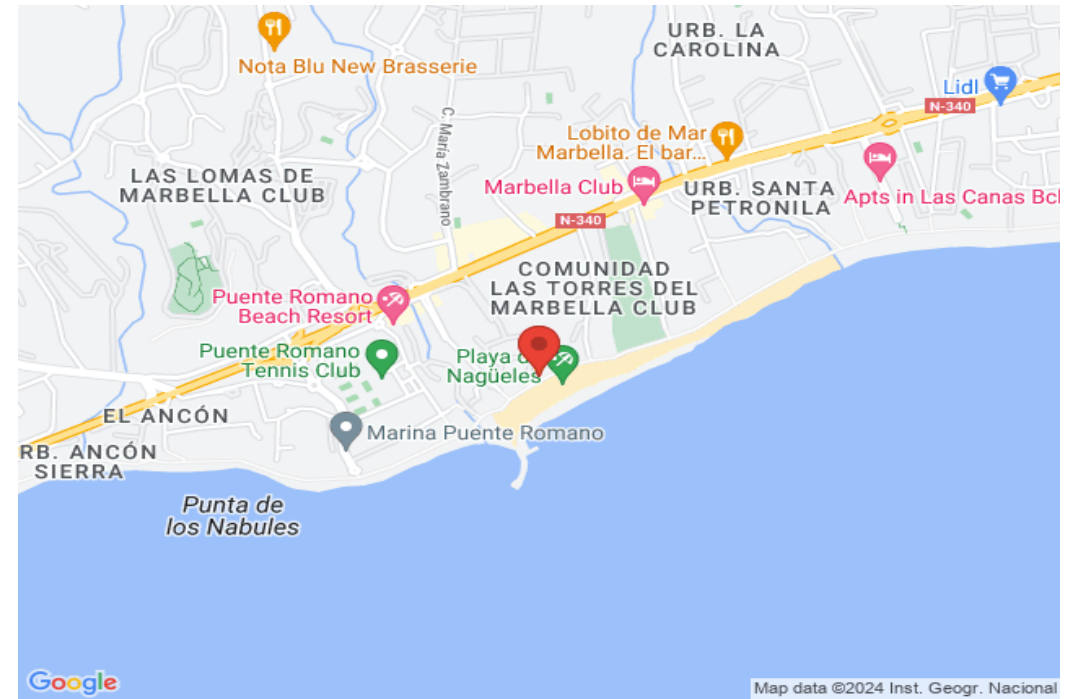 URB. LA
CAROLINA
Nota Blu New Brasserie
Lidl
N-340
C. María Zambrano
Lobito de Mar
Marbella. El bar...
LAS LOMAS DE
MARBELLA CLUB
Marbella Club
URB. SANTA
PETRONILA
Apts in Las Canas Bc
N-340
COMUNIDAD
LAS TORRES DEL
MARBELLA CLUB
Puente Romano
Beach Resort
Puente Romano
Tennis Club
Playa
Nagüeles
EL ANCÓN
Marina Puente Romano
RB. ANCÓN
SIERRA
Punta de
los Nabules
Google
Map data ©2024 Inst. Geogr. Nacional